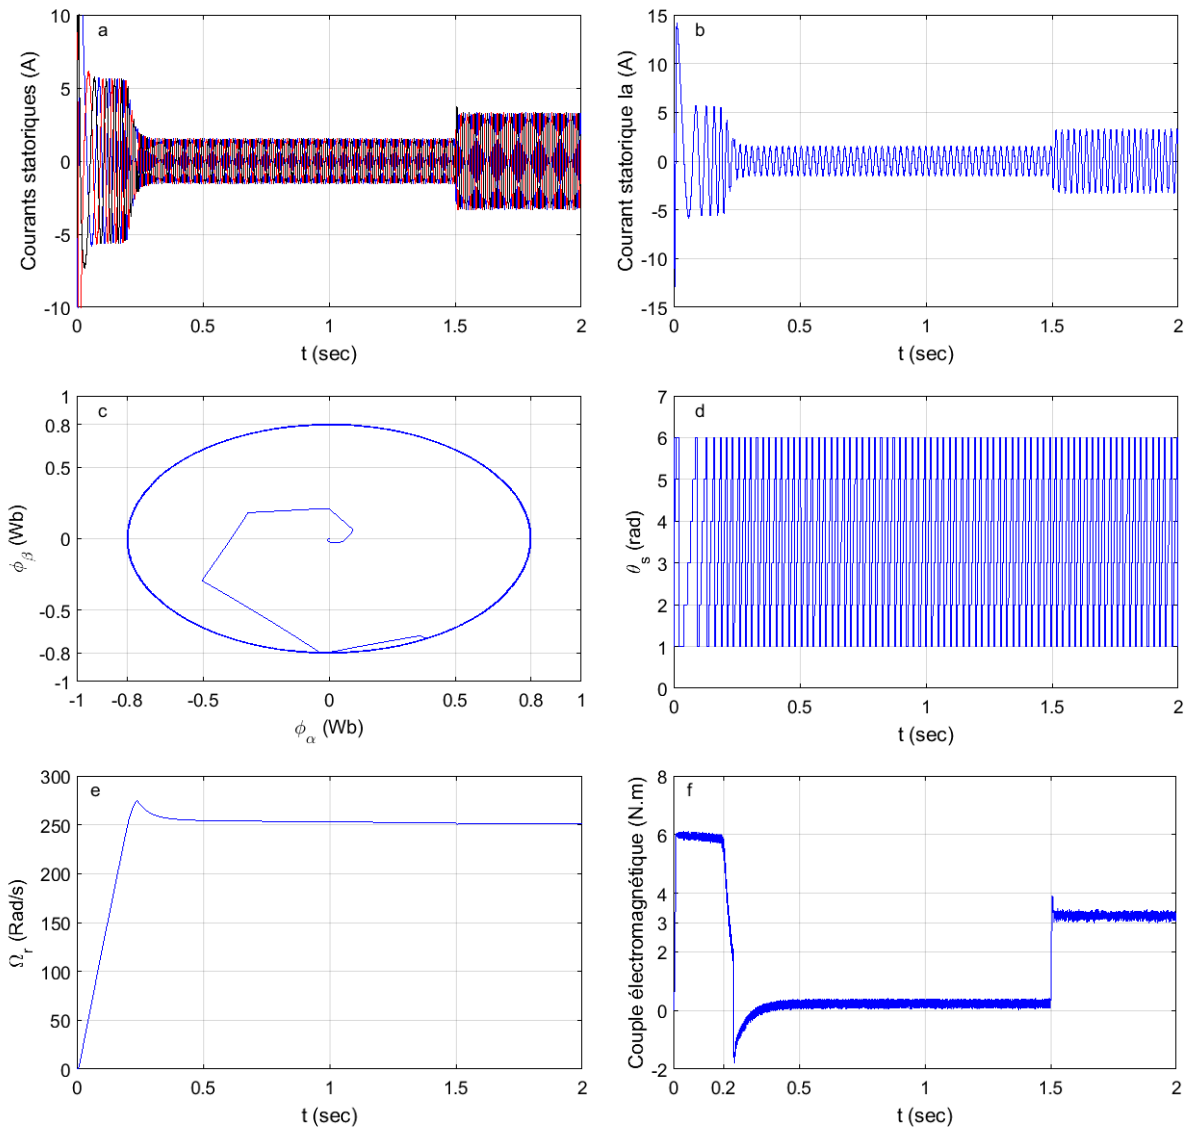 a
Courants statoriques (A)
10
5
0
-5
-10
0 0.5 1 1.5 2
t (sec)
b
Courant statorique Ia (A)
15
10
5
0
-5
-10
-15
0 0.5 1 1.5 2
t (sec)
c
ϕ_β (Wb)
1
0.8
0.5
0
-0.5
-0.8
-1
-1 -0.8 -0.5 0 0.5 0.8 1
ϕ_α (Wb)
d
θ_s (rad)
7
6
5
4
3
2
1
0
0 0.5 1 1.5 2
t (sec)
e
Ω_r (Rad/s)
300
250
200
150
100
50
0
0 0.5 1 1.5 2
t (sec)
f
Couple électromagnétique (N.m)
8
6
4
3
2
0
-2
0 0.2 0.5 1 1.5 2
t (sec)